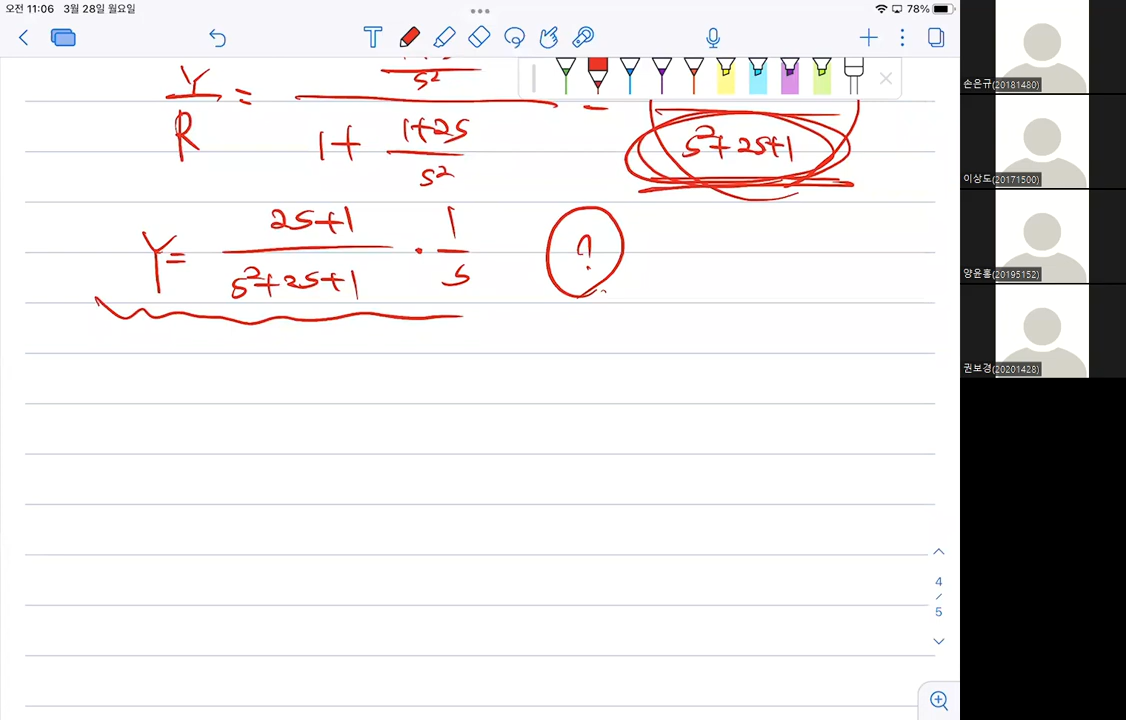 오전 11:06 3월 28일 월요일
78%
T
Y/R = s² / (1 + (1+2s)/s²) = s²+2s+1
Y= (2s+1)/(s²+2s+1) · 1/s ?
손은규(20181480)
이상도(20171500)
양윤홍(20195152)
권보경(20201428)
4
/
5